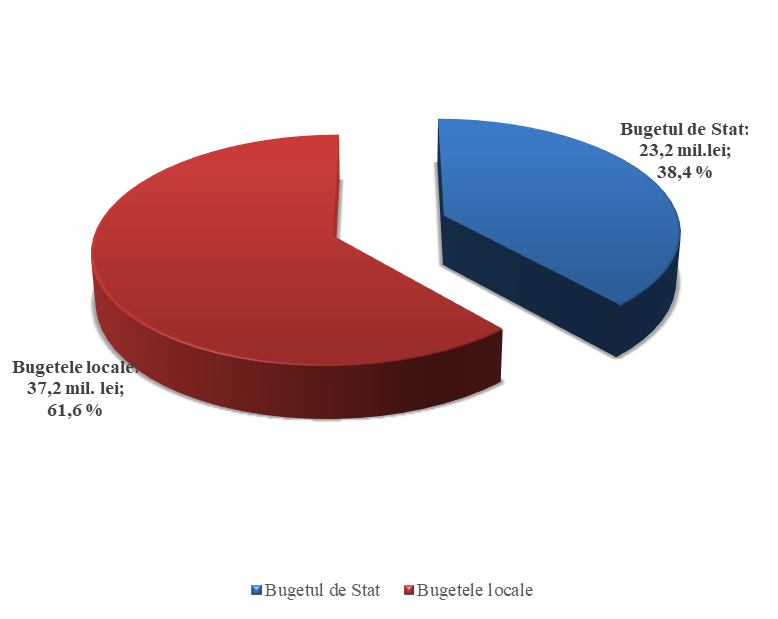 Bugetul de Stat:
23,2 mil.lei;
38,4 %
Bugetele locale:
37,2 mil. lei;
61,6 %
Bugetul de Stat
Bugetele locale